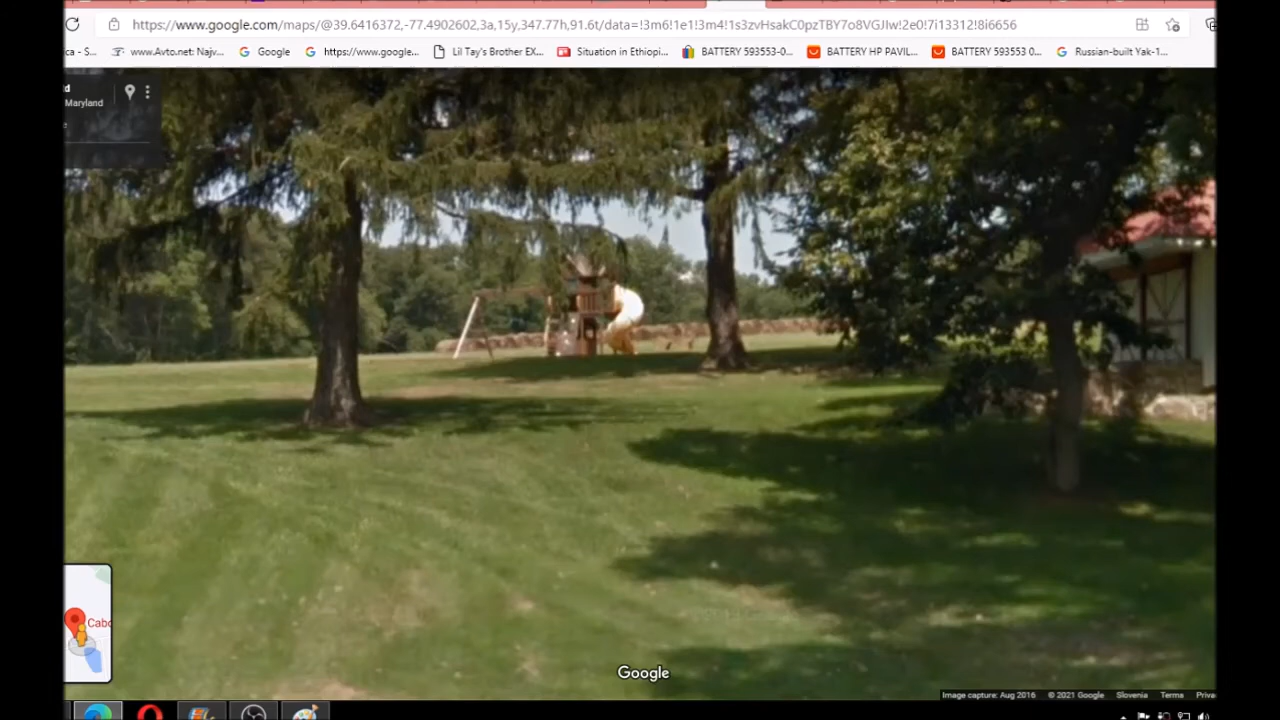 https://www.google.com/maps/@39.6416372,-77.4902602,3a,15y,347.77h,91.6t/data=!3m6!1e1!3m4!1s3zvHsakC0pzTBY7o8VGJIw!2e0!7i13312!8i6656
ca - S...
www.Avto.net: Najv...
Google
https://www.google...
Lil Tay's Brother EX...
Situation in Ethiopi...
BATTERY 593553-0...
BATTERY HP PAVIL...
BATTERY 593553 0...
Russian-built Yak-1...
d
Maryland
e
Cabo
Google
Image capture: Aug 2016 © 2021 Google Slovenia Terms Priva